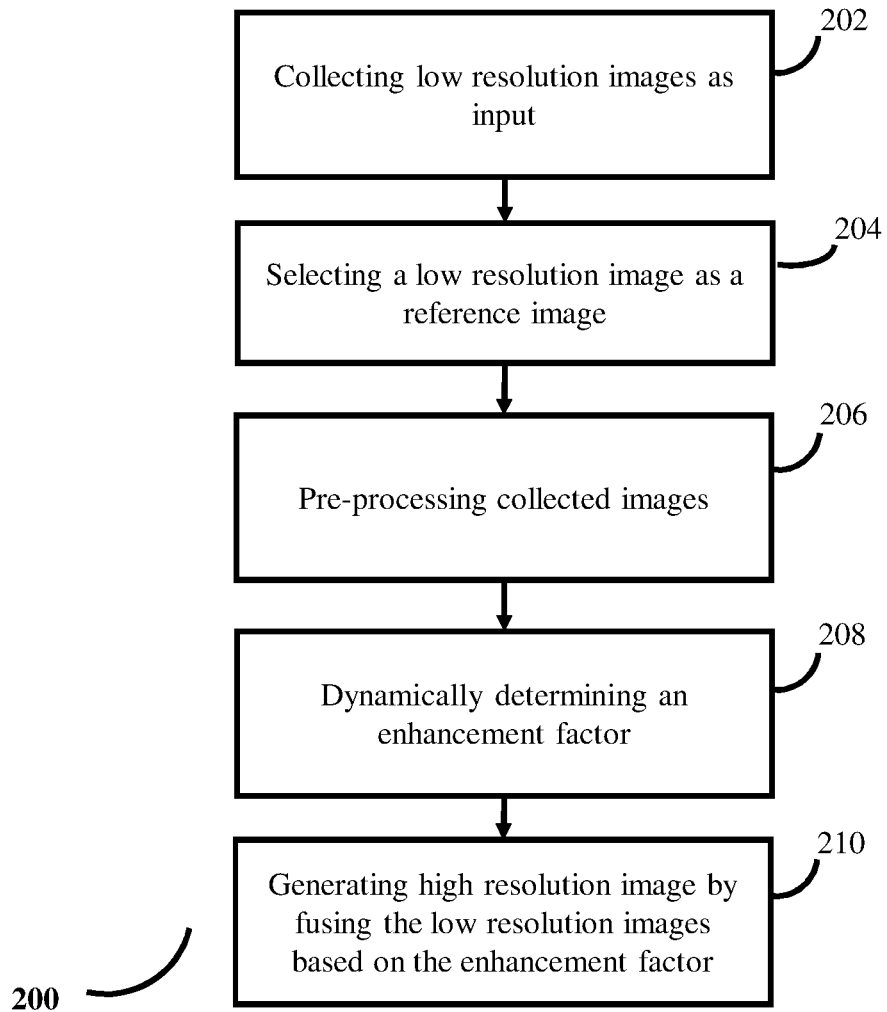 202
Collecting low resolution images as
input
204
Selecting a low resolution image as a
reference image
206
Pre-processing collected images
208
Dynamically determining an
enhancement factor
210
Generating high resolution image by
fusing the low resolution images
based on the enhancement factor
200